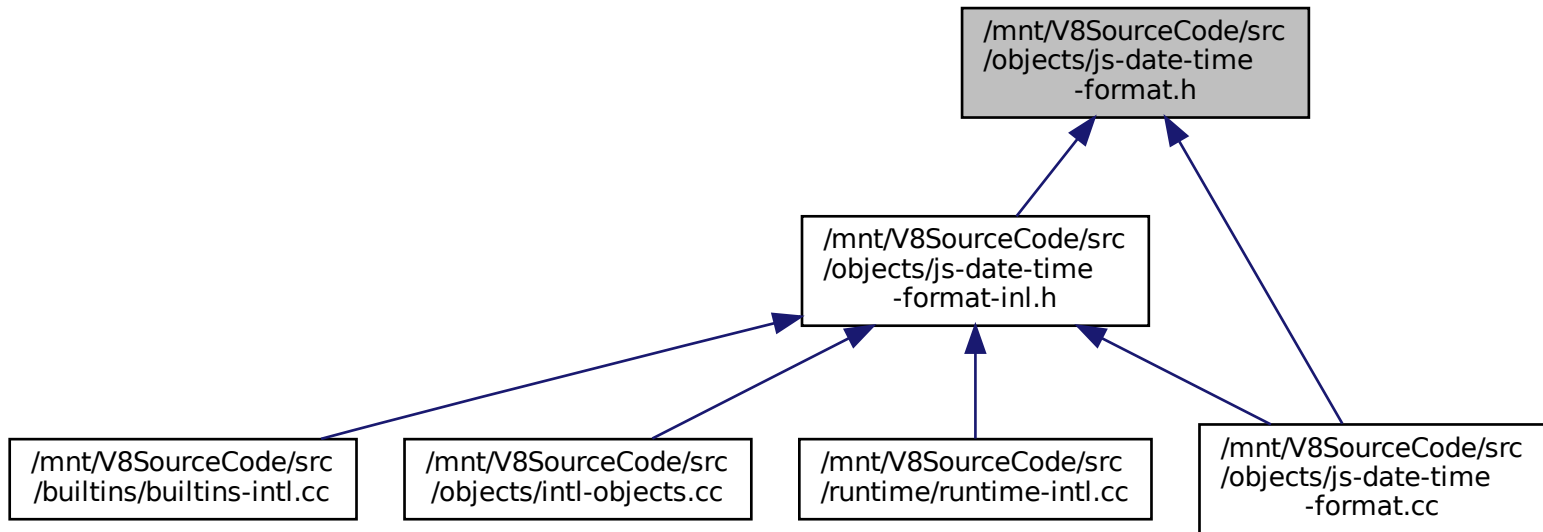 /mnt/V8SourceCode/src
/objects/js-date-time
-format.h
/mnt/V8SourceCode/src
/objects/js-date-time
-format-inl.h
/mnt/V8SourceCode/src
/builtins/builtins-intl.cc
/mnt/V8SourceCode/src
/objects/intl-objects.cc
/mnt/V8SourceCode/src
/runtime/runtime-intl.cc
/mnt/V8SourceCode/src
/objects/js-date-time
-format.cc